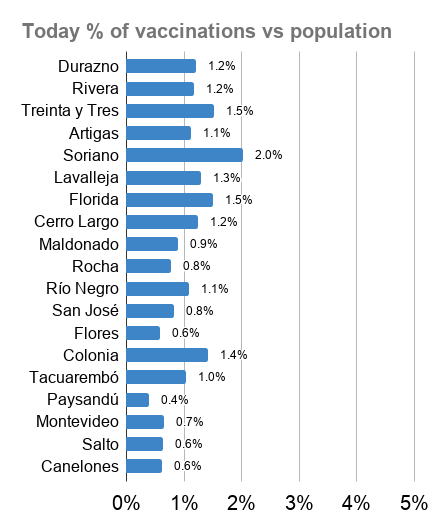 Today % of vaccinations vs population
Durazno 1.2%
Rivera 1.2%
Treinta y Tres 1.5%
Artigas 1.1%
Soriano 2.0%
Lavalleja 1.3%
Florida 1.5%
Cerro Largo 1.2%
Maldonado 0.9%
Rocha 0.8%
Río Negro 1.1%
San José 0.8%
Flores 0.6%
Colonia 1.4%
Tacuarembó 1.0%
Paysandú 0.4%
Montevideo 0.7%
Salto 0.6%
Canelones 0.6%
0% 1% 2% 3% 4% 5%